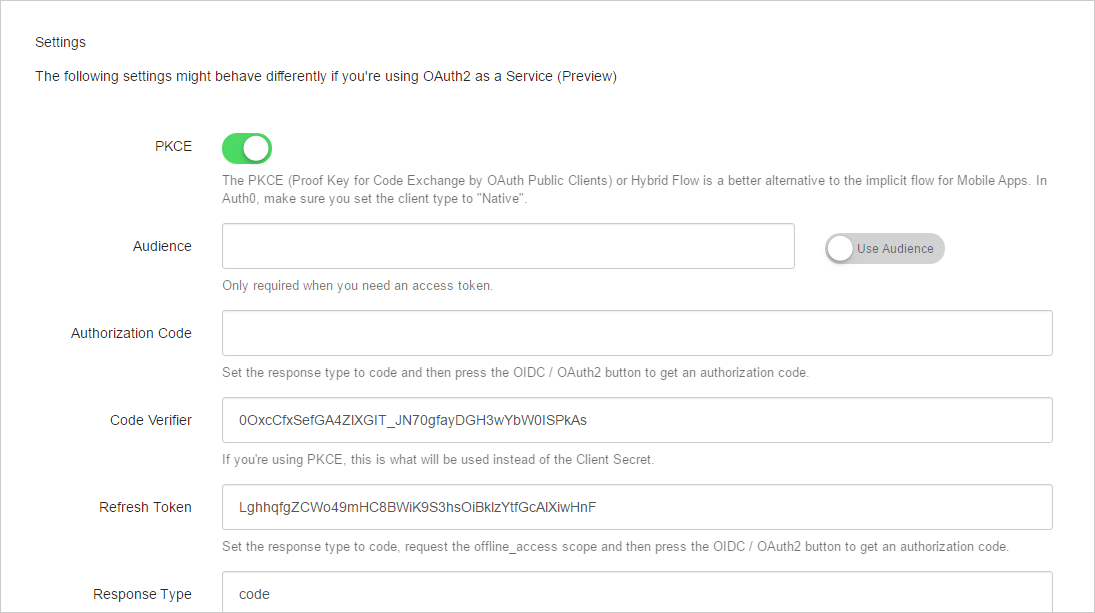 Settings
The following settings might behave differently if you're using OAuth2 as a Service (Preview)
PKCE
The PKCE (Proof Key for Code Exchange by OAuth Public Clients) or Hybrid Flow is a better alternative to the implicit flow for Mobile Apps. In
Auth0, make sure you set the client type to "Native".
Audience
Use Audience
Only required when you need an access token.
Authorization Code
Set the response type to code and then press the OIDC / OAuth2 button to get an authorization code.
Code Verifier
0OxcCfxSefGA4ZIXGIT_JN70gfayDGH3wYbW0ISPkAs
If you're using PKCE, this is what will be used instead of the Client Secret.
Refresh Token
LghhqfgZCWo49mHC8BWiK9S3hsOiBkIzYtfGcAIXiwHnF
Set the response type to code, request the offline_access scope and then press the OIDC / OAuth2 button to get an authorization code.
Response Type
code